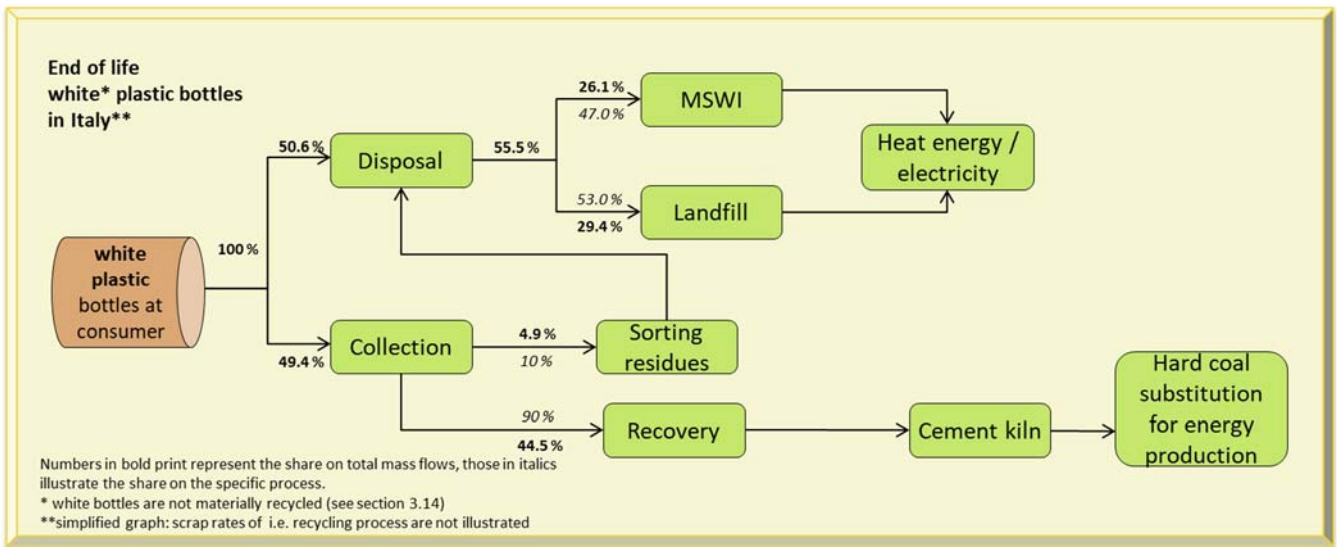 End of life
white* plastic bottles
in Italy**
26.1 %
47.0 %
MSWI
50.6 %
Disposal
55.5 %
Heat energy /
electricity
53.0 %
29.4 %
Landfill
100 %
white
plastic
bottles at
consumer
49.4 %
Collection
4.9 %
10 %
Sorting
residues
90 %
44.5 %
Recovery
Cement kiln
Hard coal
substitution
for energy
production
Numbers in bold print represent the share on total mass flows, those in italics
illustrate the share on the specific process.
* white bottles are not materially recycled (see section 3.14)
**simplified graph: scrap rates of i.e. recycling process are not illustrated